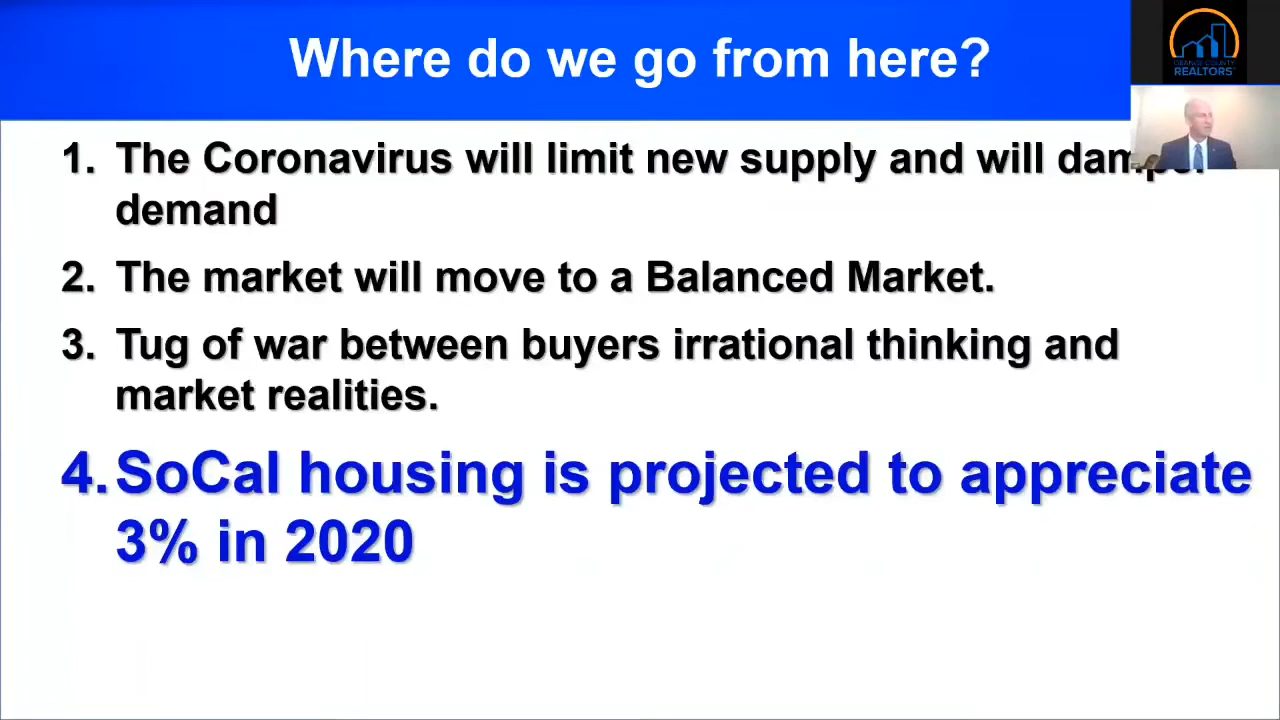 Where do we go from here?
ORANGE COUNTY
REALTORS
1. The Coronavirus will limit new supply and will
demand
2. The market will move to a Balanced Market.
3. Tug of war between buyers irrational thinking and
market realities.
4. SoCal housing is projected to appreciate
3% in 2020